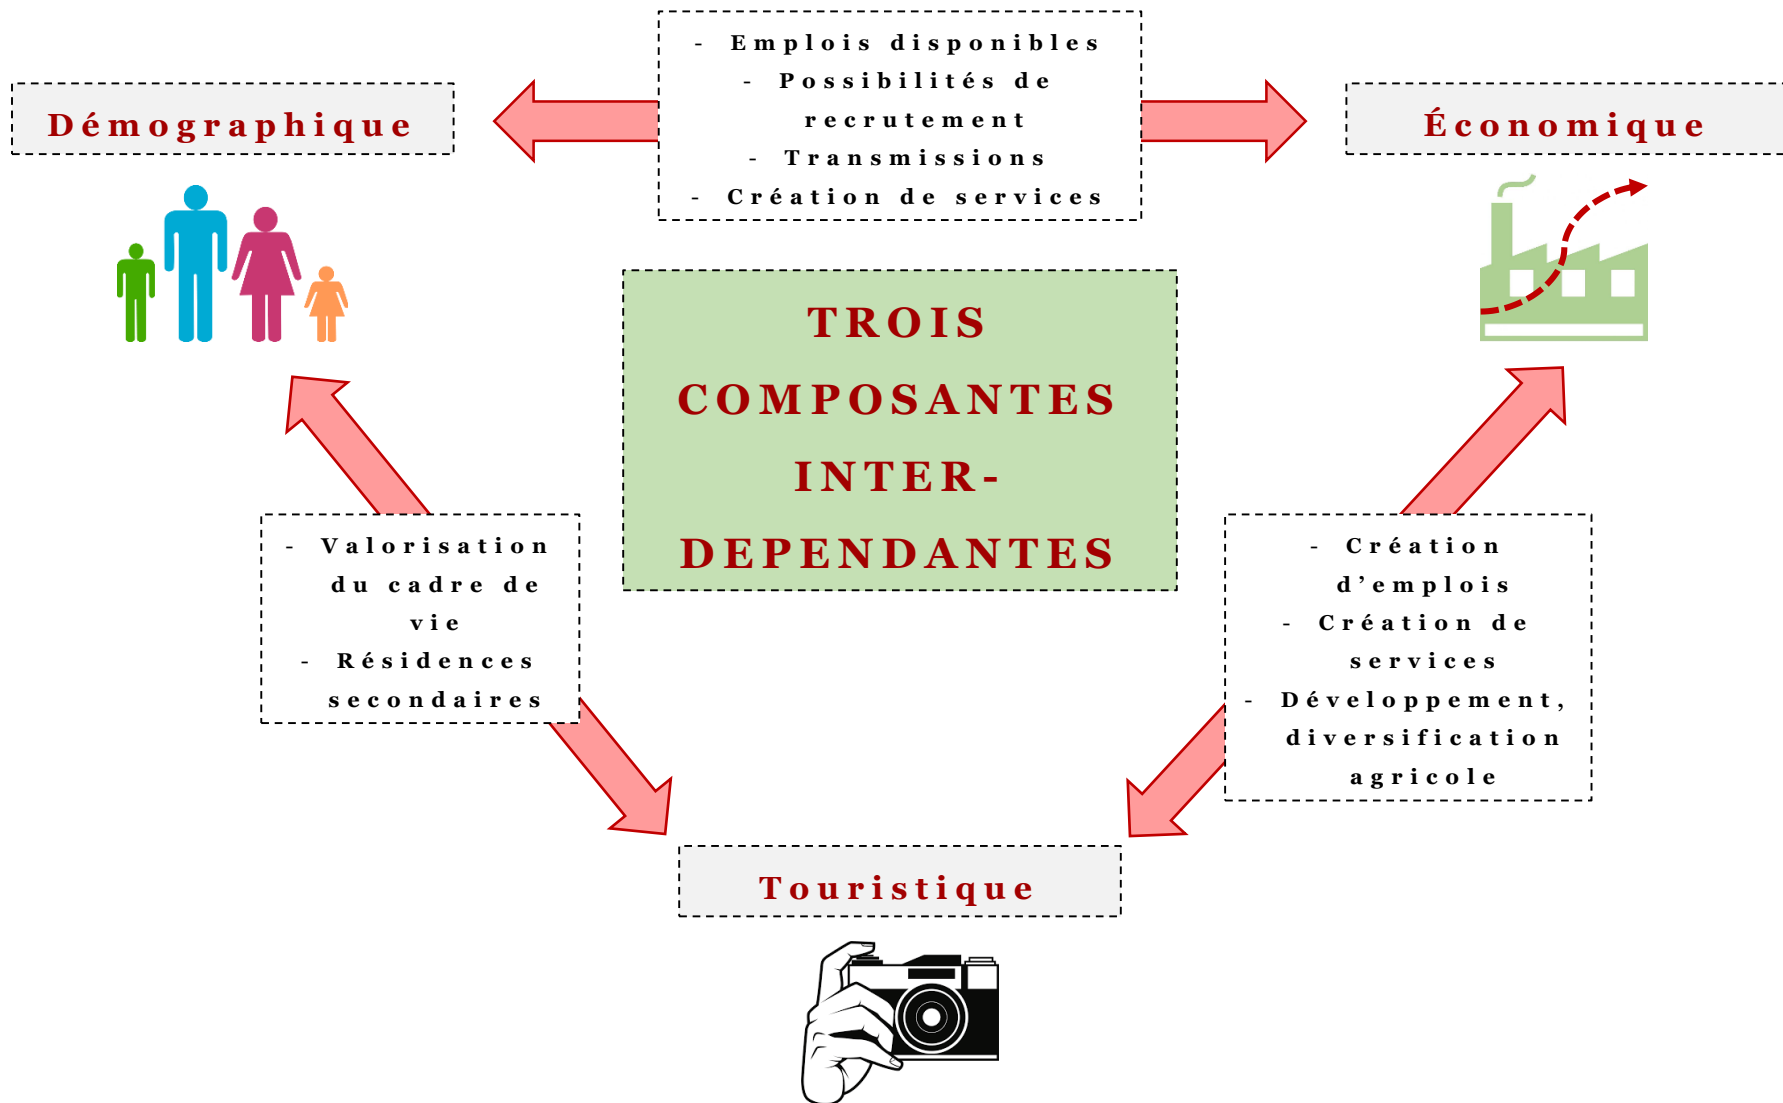 - Emplois disponibles
- Possibilités de
recrutement
- Transmissions
- Création de services
Démographique
Économique
TROIS
COMPOSANTES
INTER-
DEPENDANTES
- Valorisation
du cadre de
vie
- Résidences
secondaires
- Création
d’emplois
- Création de
services
- Développement,
diversification
agricole
Touristique